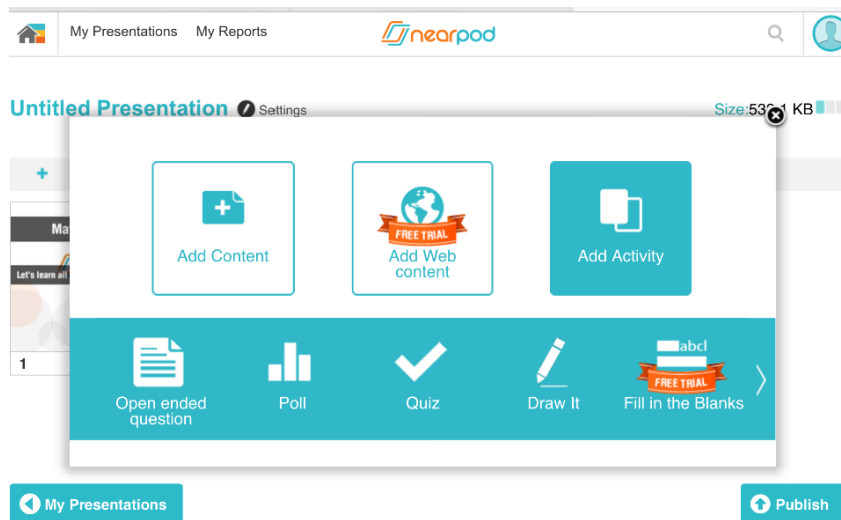 My Presentations My Reports nearpod
Untitled Presentation Settings Size: KB
+
Add Content
FREE TRIAL
Add Web
content
Add Activity
Let's learn all
1
Open ended
question
Poll
Quiz
Draw It
abcl
FREE TRIAL
Fill in the Blanks
My Presentations
Publish